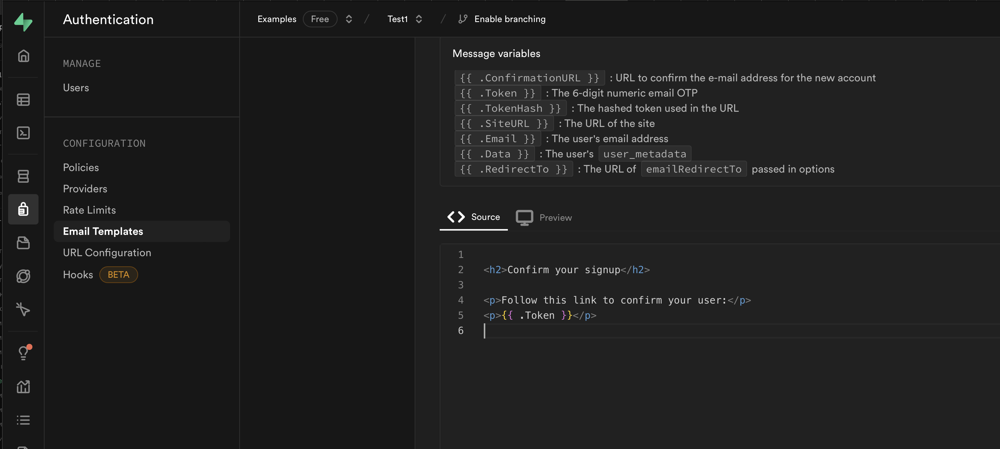 Authentication
Examples Free / Test1 / Enable branching
MANAGE
Users
CONFIGURATION
Policies
Providers
Rate Limits
Email Templates
URL Configuration
Hooks BETA
Message variables
{{ .ConfirmationURL }} : URL to confirm the e-mail address for the new account
{{ .Token }} : The 6-digit numeric email OTP
{{ .TokenHash }} : The hashed token used in the URL
{{ .SiteURL }} : The URL of the site
{{ .Email }} : The user's email address
{{ .Data }} : The user's user_metadata
{{ .RedirectTo }} : The URL of emailRedirectTo passed in options
Source Preview
1
2 <h2>Confirm your signup</h2>
3
4 <p>Follow this link to confirm your user:</p>
5 <p>{{ .Token }}</p>
6